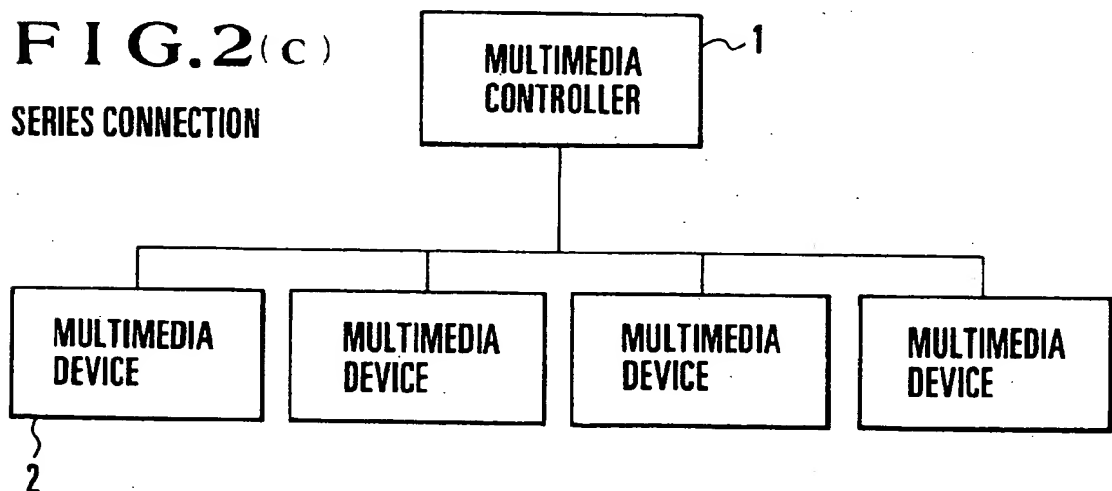 FIG.2(c)
SERIES CONNECTION
MULTIMEDIA
CONTROLLER
1
MULTIMEDIA
DEVICE
MULTIMEDIA
DEVICE
MULTIMEDIA
DEVICE
MULTIMEDIA
DEVICE
2